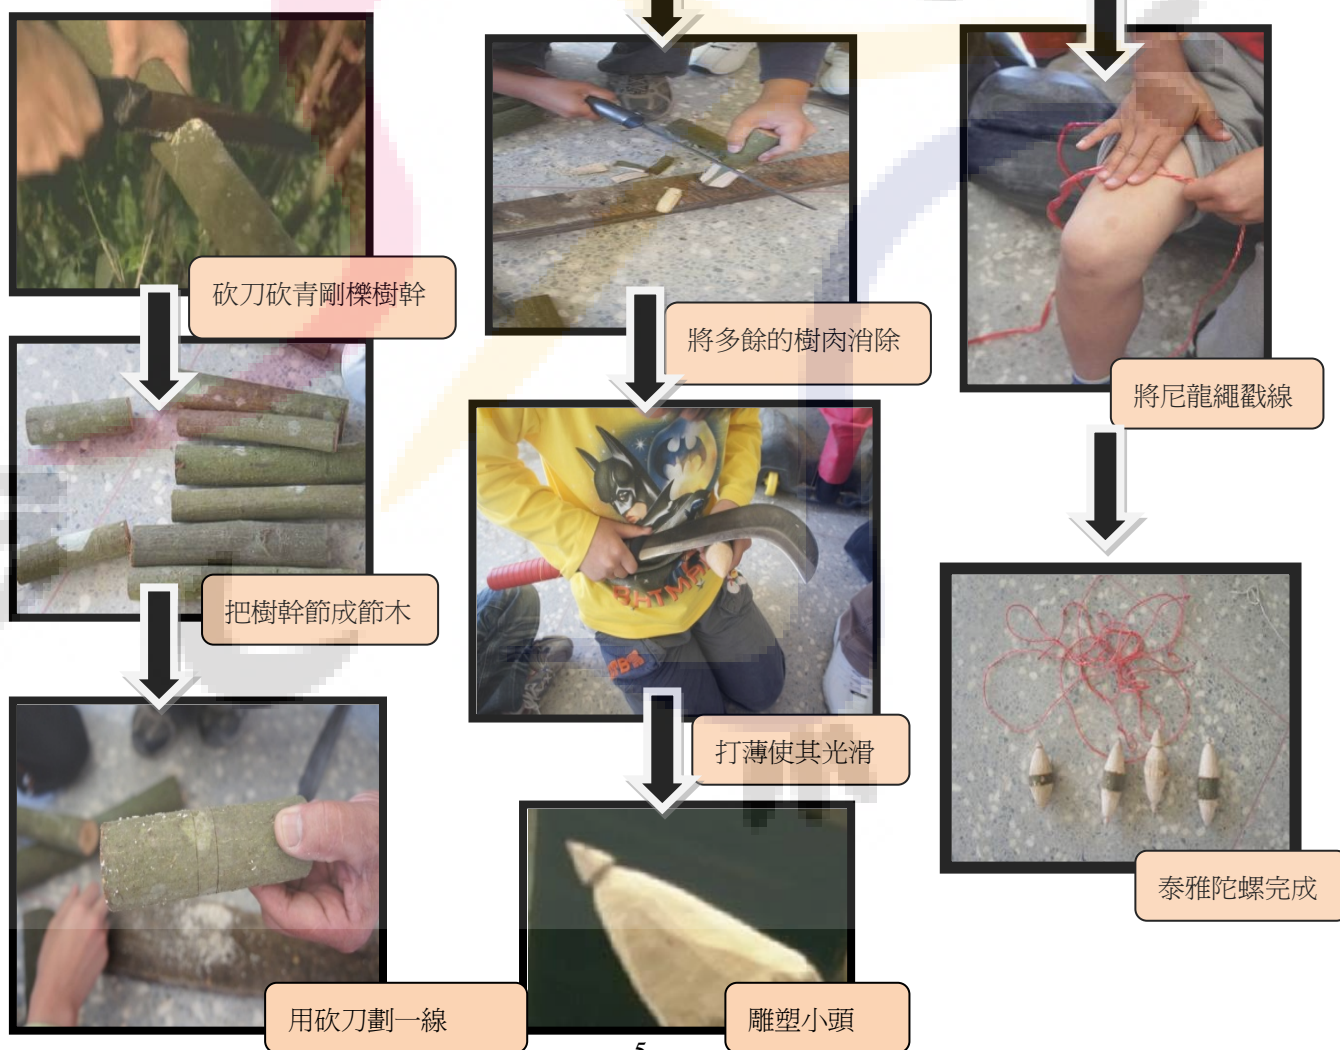 砍刀砍青剛櫟樹幹
把樹幹節成節木
用砍刀劃一線
將多餘的樹肉消除
打薄使其光滑
雕塑小頭
將尼龍繩戳線
泰雅陀螺完成
BATMAN
5